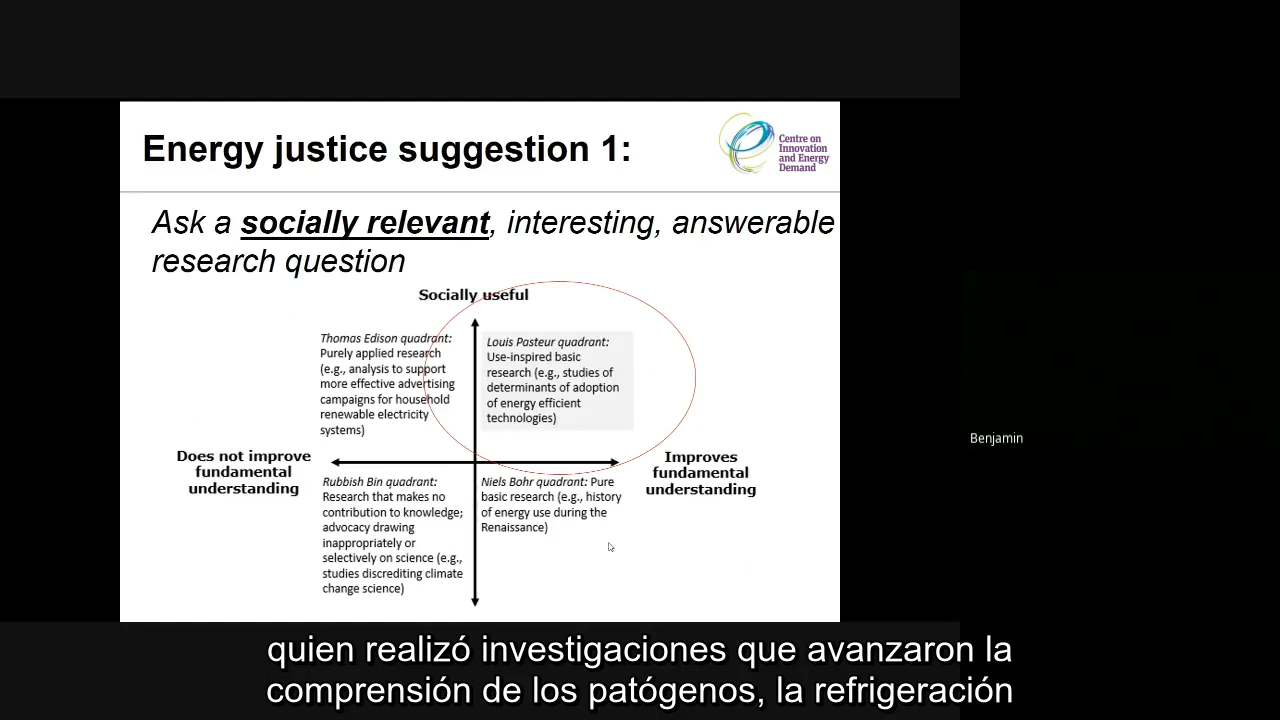 Energy justice suggestion 1:
Centre on
Innovation
and Energy
Demand
Ask a socially relevant, interesting, answerable
research question
Socially useful
Thomas Edison quadrant:
Purely applied research
(e.g., analysis to support
more effective advertising
campaigns for household
renewable electricity
systems)
Louis Pasteur quadrant:
Use-inspired basic
research (e.g., studies of
determinants of adoption
of energy efficient
technologies)
Does not improve
fundamental
understanding
Improves
fundamental
understanding
Rubbish Bin quadrant:
Research that makes no
contribution to knowledge;
advocacy drawing
inappropriately or
selectively on science (e.g.,
studies discrediting climate
change science)
Niels Bohr quadrant: Pure
basic research (e.g., history
of energy use during the
Renaissance)
Benjamin
quien realizó investigaciones que avanzaron la
comprensión de los patógenos, la refrigeración